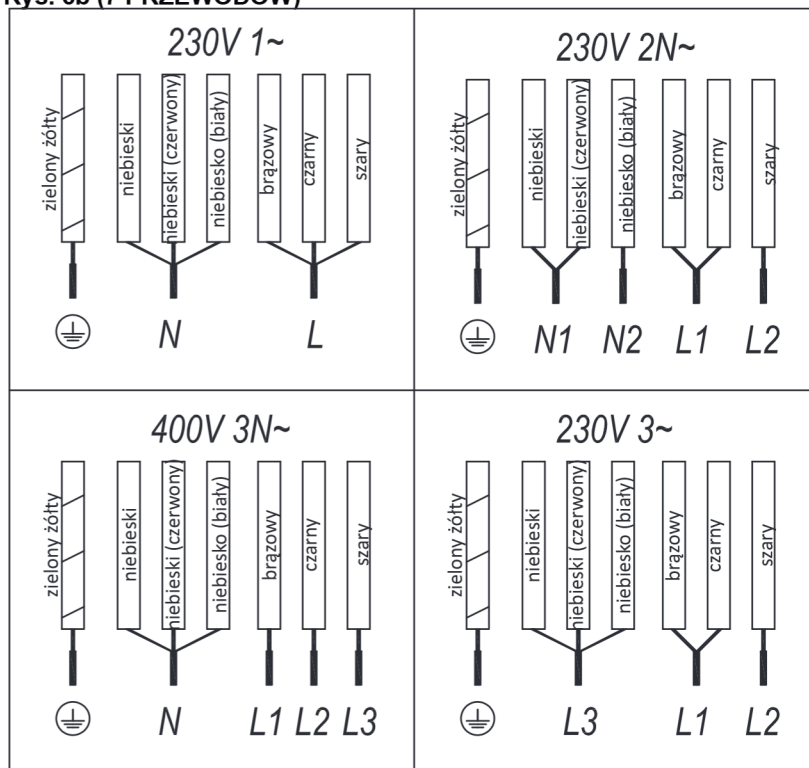 230V 1~
zielony żółty
niebieski
niebieski (czerwony)
niebiesko (biały)
brązowy
czarny
szary
N
L
230V 2N~
zielony żółty
niebieski
niebieski (czerwony)
niebiesko (biały)
brązowy
czarny
szary
N1 N2 L1 L2
400V 3N~
zielony żółty
niebieski
niebieski (czerwony)
niebiesko (biały)
brązowy
czarny
szary
N L1 L2 L3
230V 3~
zielony żółty
niebieski
niebieski (czerwony)
niebiesko (biały)
brązowy
czarny
szary
L3 L1 L2